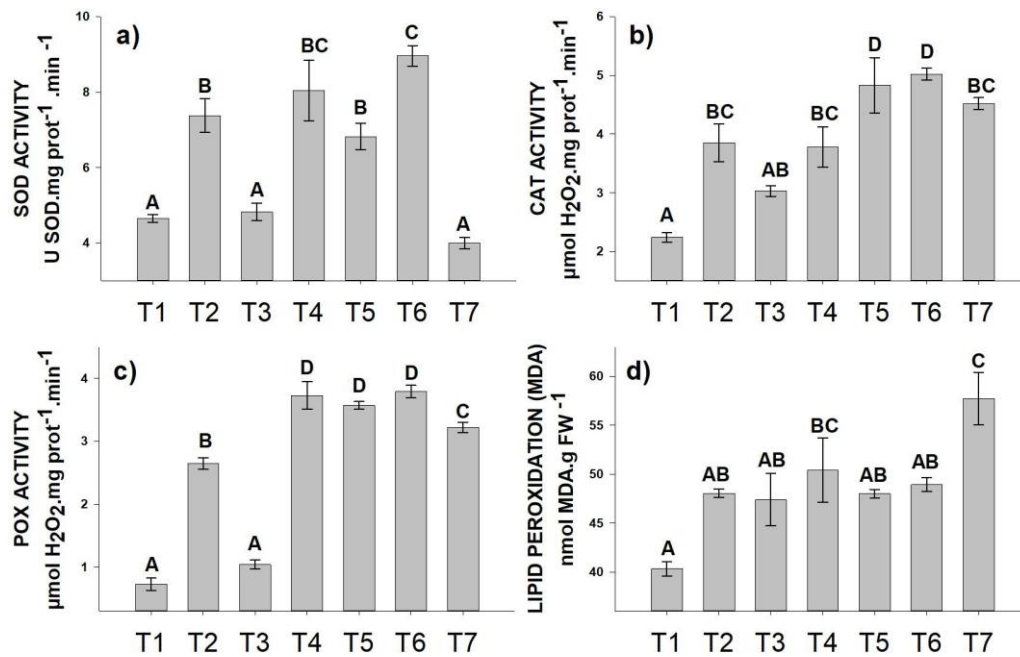 a)
SOD ACTIVITY
U SOD.mg prot⁻¹ .min ⁻¹
10
8
6
4
A
B
A
BC
B
C
A
T1 T2 T3 T4 T5 T6 T7
b)
CAT ACTIVITY
µmol H₂O₂.mg prot⁻¹.min⁻¹
6
5
4
3
2
A
BC
AB
BC
D
D
BC
T1 T2 T3 T4 T5 T6 T7
c)
POX ACTIVITY
µmol H₂O₂.mg prot⁻¹.min⁻¹
4
3
2
1
A
B
A
D
D
D
C
T1 T2 T3 T4 T5 T6 T7
d)
LIPID PEROXIDATION (MDA)
nmol MDA.g FW ⁻¹
60
55
50
45
40
A
AB
AB
BC
AB
AB
C
T1 T2 T3 T4 T5 T6 T7